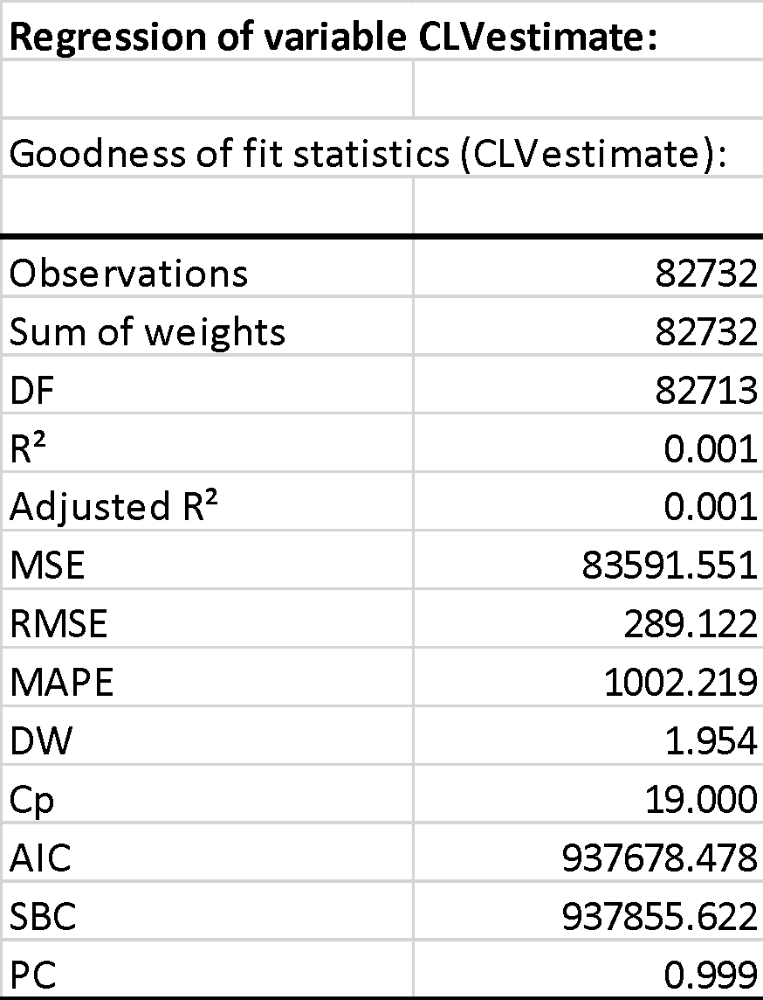 Regression of variable CLVestimate:
Goodness of fit statistics (CLVestimate):
Observations 82732
Sum of weights 82732
DF 82713
R² 0.001
Adjusted R² 0.001
MSE 83591.551
RMSE 289.122
MAPE 1002.219
DW 1.954
Cp 19.000
AIC 937678.478
SBC 937855.622
PC 0.999